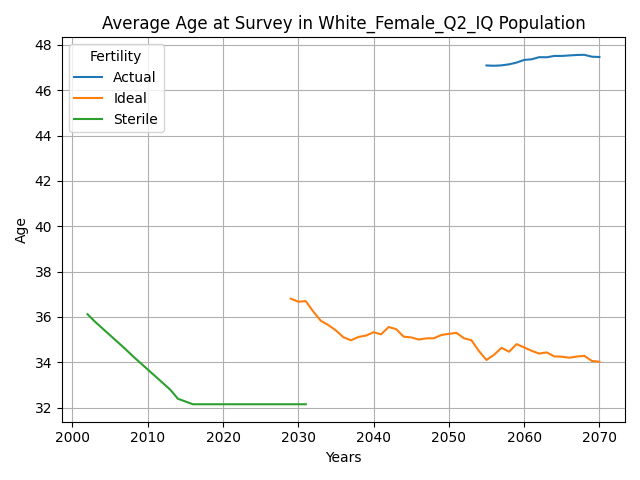 Average Age at Survey in White_Female_Q2_IQ Population
Fertility
Actual
Ideal
Sterile
48
46
44
42
40
38
36
34
32
Age
2000 2010 2020 2030 2040 2050 2060 2070
Years